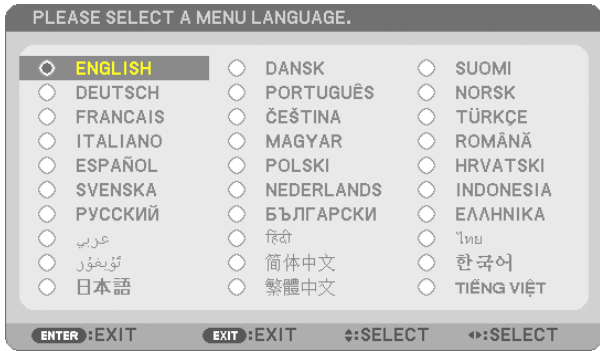 PLEASE SELECT A MENU LANGUAGE.
ENGLISH DANSK SUOMI
DEUTSCH PORTUGUÊS NORSK
FRANCAIS ČEŠTINA TÜRKÇE
ITALIANO MAGYAR ROMÂNĂ
ESPAÑOL POLSKI HRVATSKI
SVENSKA NEDERLANDS INDONESIA
РУССКИЙ БЪЛГАРСКИ ΕΛΛΗΝΙΚΑ
عربي हिंदी ไทย
ئۇيغۇر 简体中文 한국어
日本語 繁體中文 TIẾNG VIỆT
ENTER :EXIT EXIT :EXIT :SELECT :SELECT